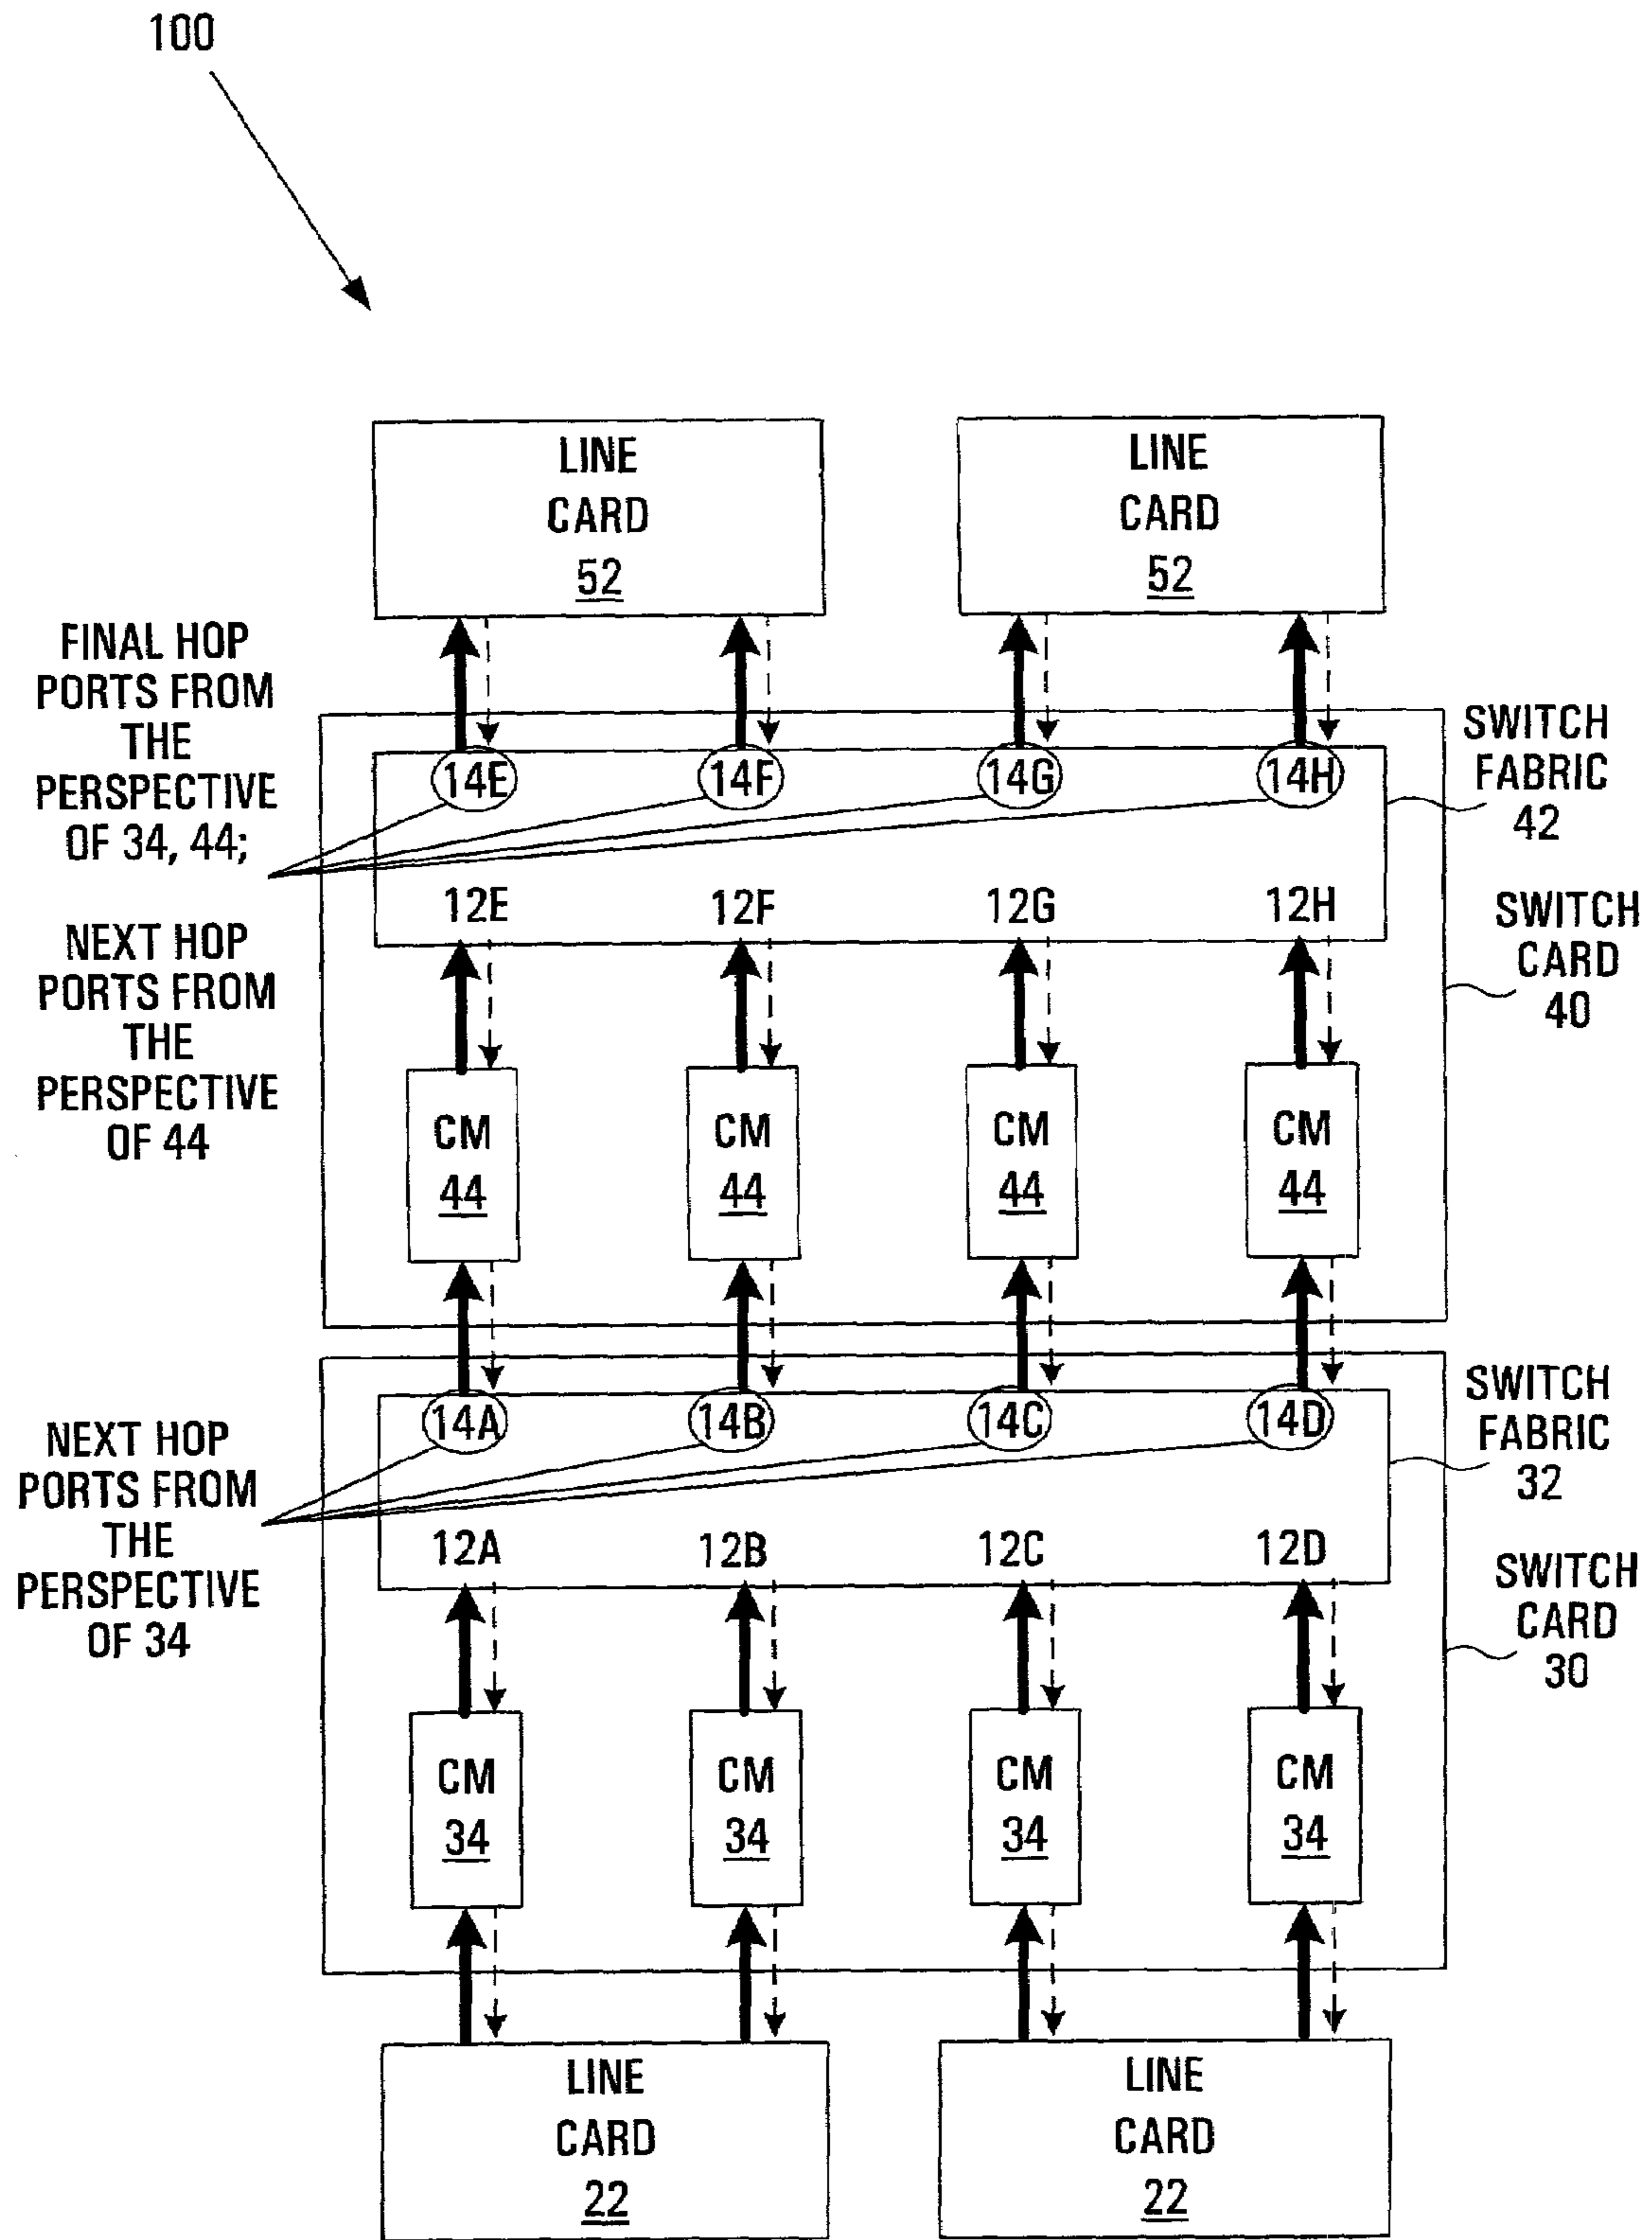 100
LINE
CARD
52
LINE
CARD
52
FINAL HOP
PORTS FROM
THE
PERSPECTIVE
OF 34, 44;
NEXT HOP
PORTS FROM
THE
PERSPECTIVE
OF 44
14E
14F
14G
14H
SWITCH
FABRIC
42
12E
12F
12G
12H
SWITCH
CARD
40
CM
44
CM
44
CM
44
CM
44
NEXT HOP
PORTS FROM
THE
PERSPECTIVE
OF 34
14A
14B
14C
14D
SWITCH
FABRIC
32
12A
12B
12C
12D
SWITCH
CARD
30
CM
34
CM
34
CM
34
CM
34
LINE
CARD
22
LINE
CARD
22